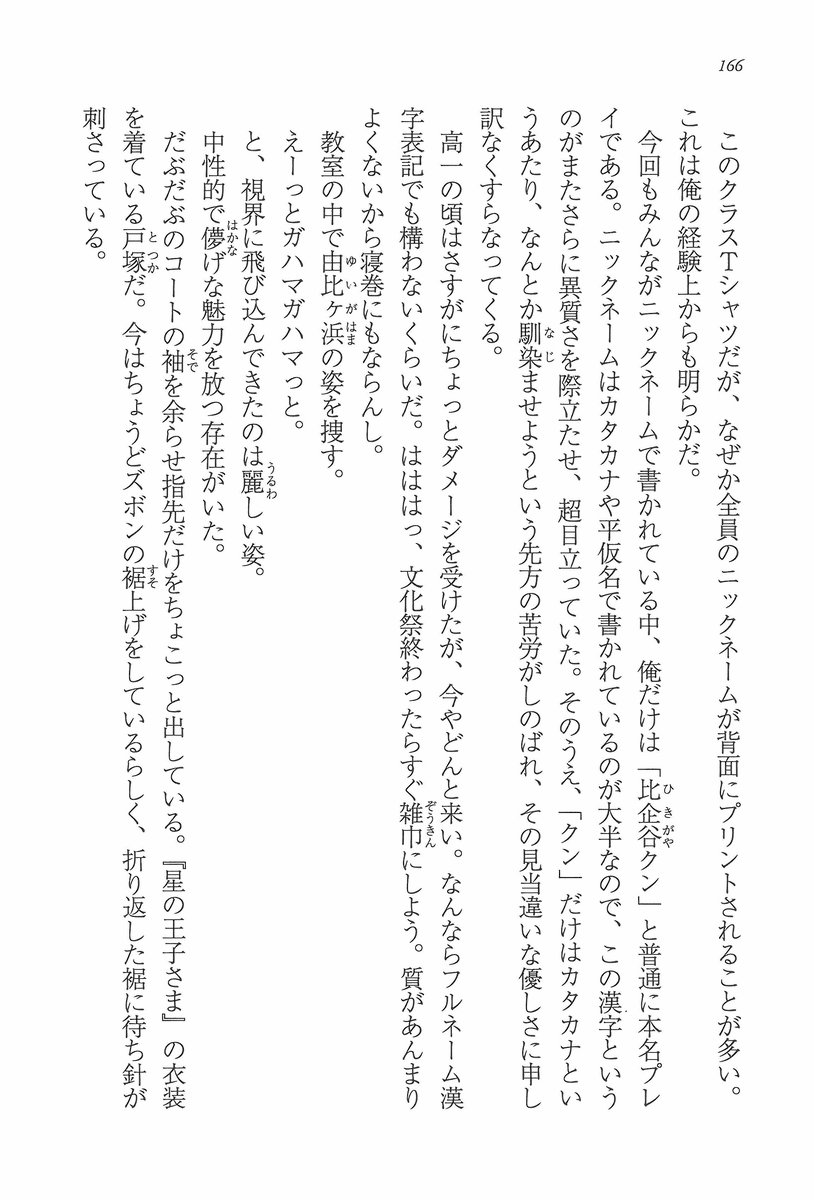 166
このクラスTシャツだが、なぜか全員のニックネームが背面にプリントされることが多い。
これは俺の経験上からも明らかだ。
今回もみんながニックネームで書かれている中、俺だけは「比企谷クン」と普通に本名プレ
イである。ニックネームはカタカナや平仮名で書かれているのが大半なので、この漢字という
のがまたさらに異質さを際立たせ、超目立っていた。そのうえ、「クン」だけはカタカナとい
うあたり、なんとか馴染ませようという先方の苦労がしのばれ、その見当違いな優しさに申し
訳なくすらなってくる。
高一の頃はさすがにちょっとダメージを受けたが、今やどんと来い。なんならフルネーム漢
字表記でも構わないくらいだ。はははっ、文化祭終わったらすぐ雑巾にしよう。質があんまり
よくないから寝巻にもならんし。
教室の中で由比ヶ浜の姿を捜す。
えーっとガハマガハマっと。
と、視界に飛び込んできたのは麗しい姿。
中性的で儚げな魅力を放つ存在がいた。
だぶだぶのコートの袖を余らせ指先だけをちょこっと出している。『星の王子さま』の衣装
を着ている戸塚だ。今はちょうどズボンの裾上げをしているらしく、折り返した裾に待ち針が
刺さっている。